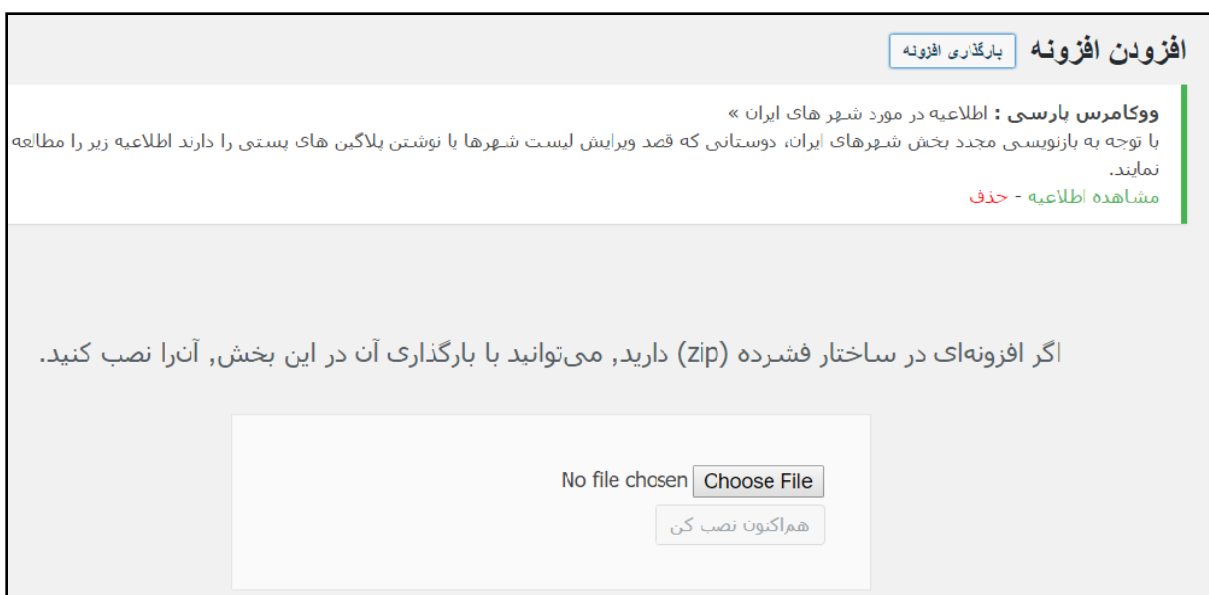 افزودن افزونه بارگذاری افزونه
ووکامرس پارسی : اطلاعیه در مورد شهر های ایران »
با توجه به بازنویسی مجدد بخش شهرهای ایران، دوستانی که قصد ویرایش لیست شهرها یا نوشتن پلاگین های پستی را دارند اطلاعیه زیر را مطالعه
نمایند.
مشاهده اطلاعیه - حذف
اگر افزونه‌ای در ساختار فشرده (zip) دارید, می‌توانید با بارگذاری آن در این بخش, آن‌را نصب کنید.
Choose File No file chosen
هم‌اکنون نصب کن